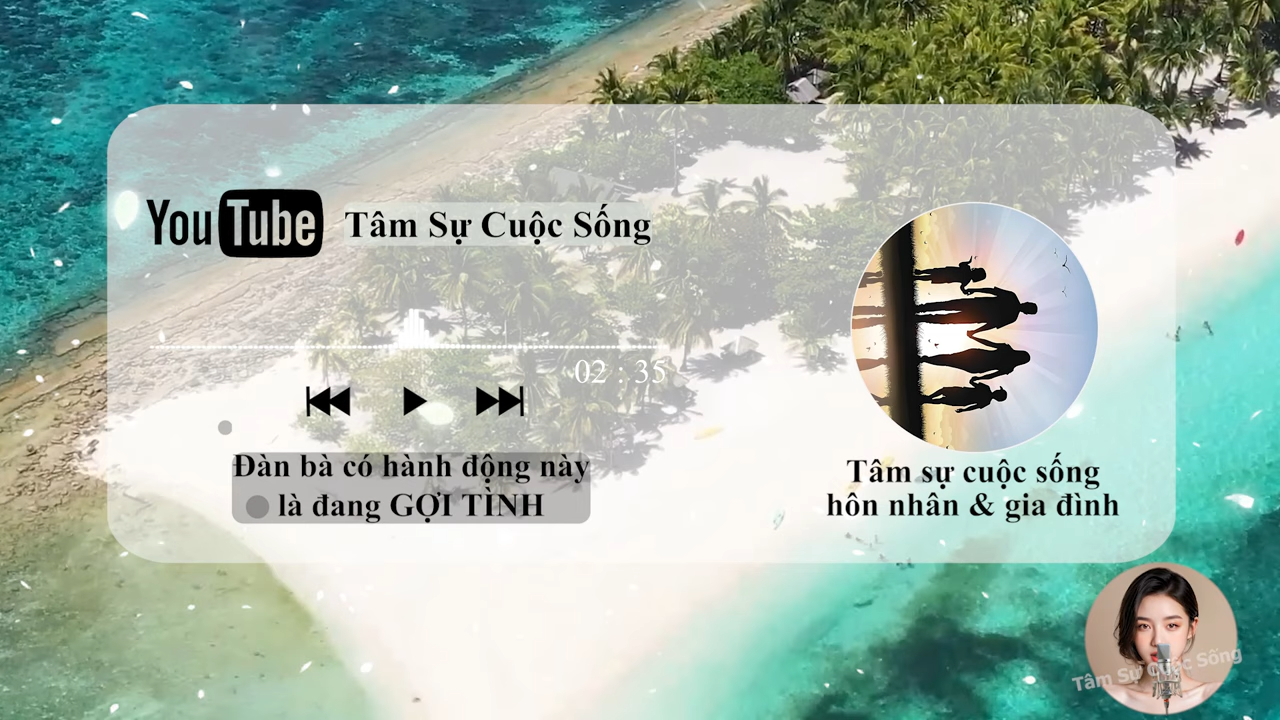 YouTube Tâm Sự Cuộc Sống
02 : 35
Đàn bà có hành động này
là đang GỢI TÌNH
Tâm sự cuộc sống
hôn nhân & gia đình
Tâm Sự Cuộc Sống